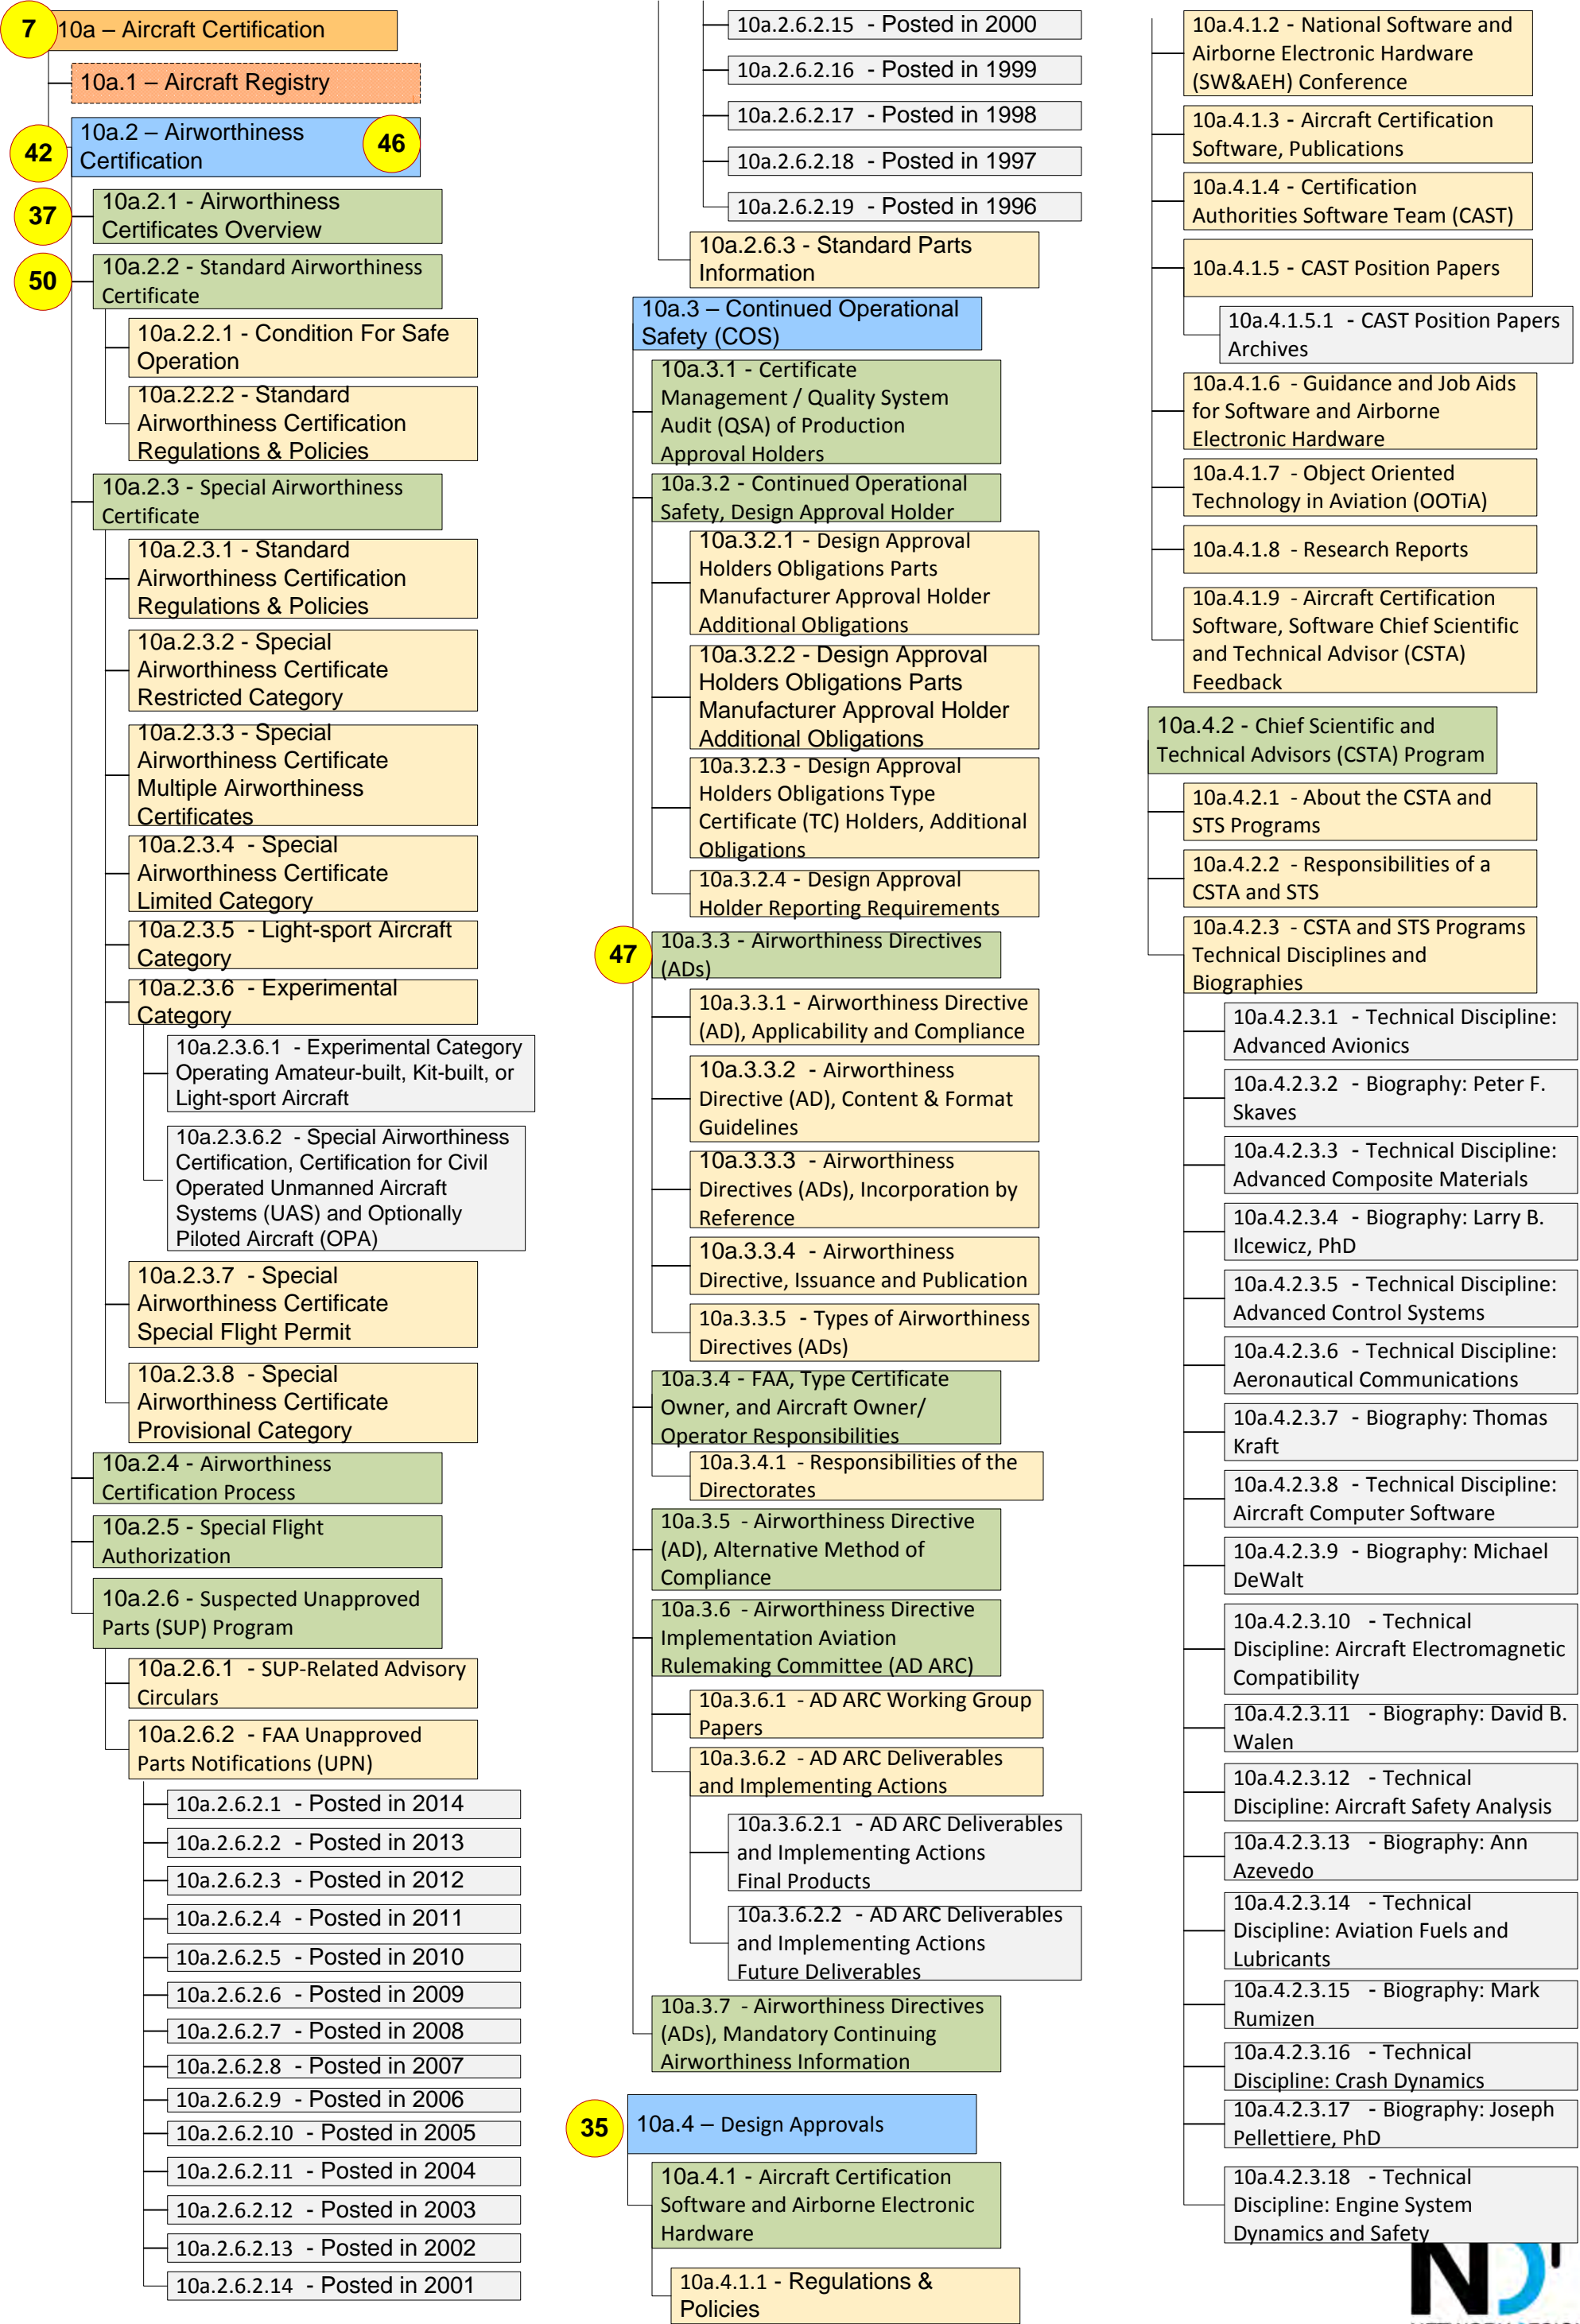 7
10a – Aircraft Certification
10a.1 – Aircraft Registry
42
10a.2 – Airworthiness
Certification
46
37
10a.2.1 - Airworthiness
Certificates Overview
50
10a.2.2 - Standard Airworthiness
Certificate
10a.2.2.1 - Condition For Safe
Operation
10a.2.2.2 - Standard
Airworthiness Certification
Regulations & Policies
10a.2.3 - Special Airworthiness
Certificate
10a.2.3.1 - Standard
Airworthiness Certification
Regulations & Policies
10a.2.3.2 - Special
Airworthiness Certificate
Restricted Category
10a.2.3.3 - Special
Airworthiness Certificate
Multiple Airworthiness
Certificates
10a.2.3.4 - Special
Airworthiness Certificate
Limited Category
10a.2.3.5 - Light-sport Aircraft
Category
10a.2.3.6 - Experimental
Category
10a.2.3.6.1 - Experimental Category
Operating Amateur-built, Kit-built, or
Light-sport Aircraft
10a.2.3.6.2 - Special Airworthiness
Certification, Certification for Civil
Operated Unmanned Aircraft
Systems (UAS) and Optionally
Piloted Aircraft (OPA)
10a.2.3.7 - Special
Airworthiness Certificate
Special Flight Permit
10a.2.3.8 - Special
Airworthiness Certificate
Provisional Category
10a.2.4 - Airworthiness
Certification Process
10a.2.5 - Special Flight
Authorization
10a.2.6 - Suspected Unapproved
Parts (SUP) Program
10a.2.6.1 - SUP-Related Advisory
Circulars
10a.2.6.2 - FAA Unapproved
Parts Notifications (UPN)
10a.2.6.2.1 - Posted in 2014
10a.2.6.2.2 - Posted in 2013
10a.2.6.2.3 - Posted in 2012
10a.2.6.2.4 - Posted in 2011
10a.2.6.2.5 - Posted in 2010
10a.2.6.2.6 - Posted in 2009
10a.2.6.2.7 - Posted in 2008
10a.2.6.2.8 - Posted in 2007
10a.2.6.2.9 - Posted in 2006
10a.2.6.2.10 - Posted in 2005
10a.2.6.2.11 - Posted in 2004
10a.2.6.2.12 - Posted in 2003
10a.2.6.2.13 - Posted in 2002
10a.2.6.2.14 - Posted in 2001
10a.2.6.2.15 - Posted in 2000
10a.2.6.2.16 - Posted in 1999
10a.2.6.2.17 - Posted in 1998
10a.2.6.2.18 - Posted in 1997
10a.2.6.2.19 - Posted in 1996
10a.2.6.3 - Standard Parts
Information
10a.3 – Continued Operational
Safety (COS)
10a.3.1 - Certificate
Management / Quality System
Audit (QSA) of Production
Approval Holders
10a.3.2 - Continued Operational
Safety, Design Approval Holder
10a.3.2.1 - Design Approval
Holders Obligations Parts
Manufacturer Approval Holder
Additional Obligations
10a.3.2.2 - Design Approval
Holders Obligations Parts
Manufacturer Approval Holder
Additional Obligations
10a.3.2.3 - Design Approval
Holders Obligations Type
Certificate (TC) Holders, Additional
Obligations
10a.3.2.4 - Design Approval
Holder Reporting Requirements
47
10a.3.3 - Airworthiness Directives
(ADs)
10a.3.3.1 - Airworthiness Directive
(AD), Applicability and Compliance
10a.3.3.2 - Airworthiness
Directive (AD), Content & Format
Guidelines
10a.3.3.3 - Airworthiness
Directives (ADs), Incorporation by
Reference
10a.3.3.4 - Airworthiness
Directive, Issuance and Publication
10a.3.3.5 - Types of Airworthiness
Directives (ADs)
10a.3.4 - FAA, Type Certificate
Owner, and Aircraft Owner/
Operator Responsibilities
10a.3.4.1 - Responsibilities of the
Directorates
10a.3.5 - Airworthiness Directive
(AD), Alternative Method of
Compliance
10a.3.6 - Airworthiness Directive
Implementation Aviation
Rulemaking Committee (AD ARC)
10a.3.6.1 - AD ARC Working Group
Papers
10a.3.6.2 - AD ARC Deliverables
and Implementing Actions
10a.3.6.2.1 - AD ARC Deliverables
and Implementing Actions
Final Products
10a.3.6.2.2 - AD ARC Deliverables
and Implementing Actions
Future Deliverables
10a.3.7 - Airworthiness Directives
(ADs), Mandatory Continuing
Airworthiness Information
35
10a.4 – Design Approvals
10a.4.1 - Aircraft Certification
Software and Airborne Electronic
Hardware
10a.4.1.1 - Regulations &
Policies
10a.4.1.2 - National Software and
Airborne Electronic Hardware
(SW&AEH) Conference
10a.4.1.3 - Aircraft Certification
Software, Publications
10a.4.1.4 - Certification
Authorities Software Team (CAST)
10a.4.1.5 - CAST Position Papers
10a.4.1.5.1 - CAST Position Papers
Archives
10a.4.1.6 - Guidance and Job Aids
for Software and Airborne
Electronic Hardware
10a.4.1.7 - Object Oriented
Technology in Aviation (OOTiA)
10a.4.1.8 - Research Reports
10a.4.1.9 - Aircraft Certification
Software, Software Chief Scientific
and Technical Advisor (CSTA)
Feedback
10a.4.2 - Chief Scientific and
Technical Advisors (CSTA) Program
10a.4.2.1 - About the CSTA and
STS Programs
10a.4.2.2 - Responsibilities of a
CSTA and STS
10a.4.2.3 - CSTA and STS Programs
Technical Disciplines and
Biographies
10a.4.2.3.1 - Technical Discipline:
Advanced Avionics
10a.4.2.3.2 - Biography: Peter F.
Skaves
10a.4.2.3.3 - Technical Discipline:
Advanced Composite Materials
10a.4.2.3.4 - Biography: Larry B.
Ilcewicz, PhD
10a.4.2.3.5 - Technical Discipline:
Advanced Control Systems
10a.4.2.3.6 - Technical Discipline:
Aeronautical Communications
10a.4.2.3.7 - Biography: Thomas
Kraft
10a.4.2.3.8 - Technical Discipline:
Aircraft Computer Software
10a.4.2.3.9 - Biography: Michael
DeWalt
10a.4.2.3.10 - Technical
Discipline: Aircraft Electromagnetic
Compatibility
10a.4.2.3.11 - Biography: David B.
Walen
10a.4.2.3.12 - Technical
Discipline: Aircraft Safety Analysis
10a.4.2.3.13 - Biography: Ann
Azevedo
10a.4.2.3.14 - Technical
Discipline: Aviation Fuels and
Lubricants
10a.4.2.3.15 - Biography: Mark
Rumizen
10a.4.2.3.16 - Technical
Discipline: Crash Dynamics
10a.4.2.3.17 - Biography: Joseph
Pellettiere, PhD
10a.4.2.3.18 - Technical
Discipline: Engine System
Dynamics and Safety